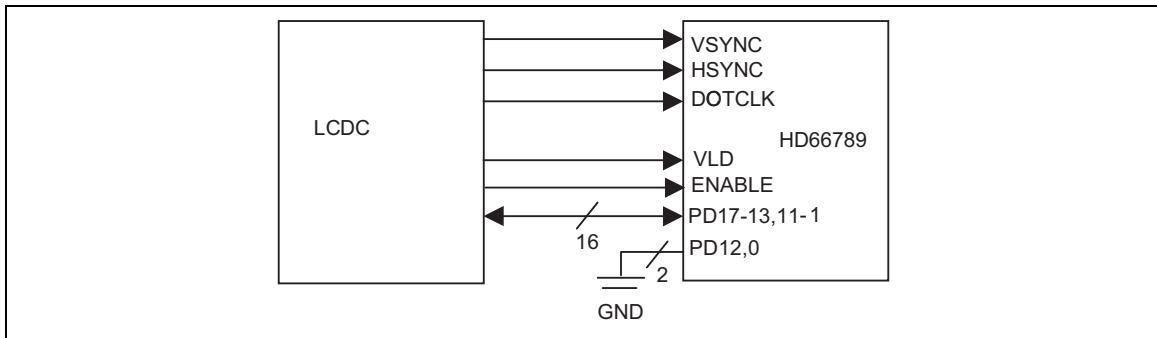 LCDC
VSYNC
HSYNC
DOTCLK
HD66789
VLD
ENABLE
PD17-13,11-1
16
PD12,0
2
GND